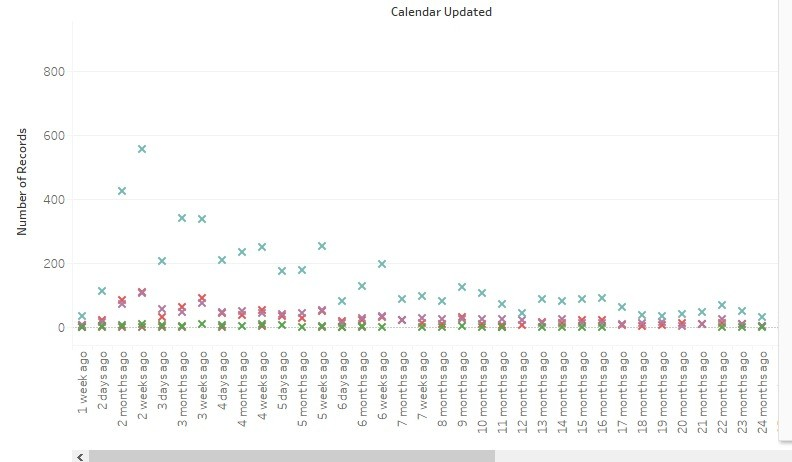 Calendar Updated
Number of Records
800
600
400
200
0
1 week ago
2 days ago
2 months ago
2 weeks ago
3 days ago
3 months ago
3 weeks ago
4 days ago
4 months ago
4 weeks ago
5 days ago
5 months ago
5 weeks ago
6 days ago
6 months ago
6 weeks ago
7 months ago
7 weeks ago
8 months ago
9 months ago
10 months ago
11 months ago
12 months ago
13 months ago
14 months ago
15 months ago
16 months ago
17 months ago
18 months ago
19 months ago
20 months ago
21 months ago
22 months ago
23 months ago
24 months ago